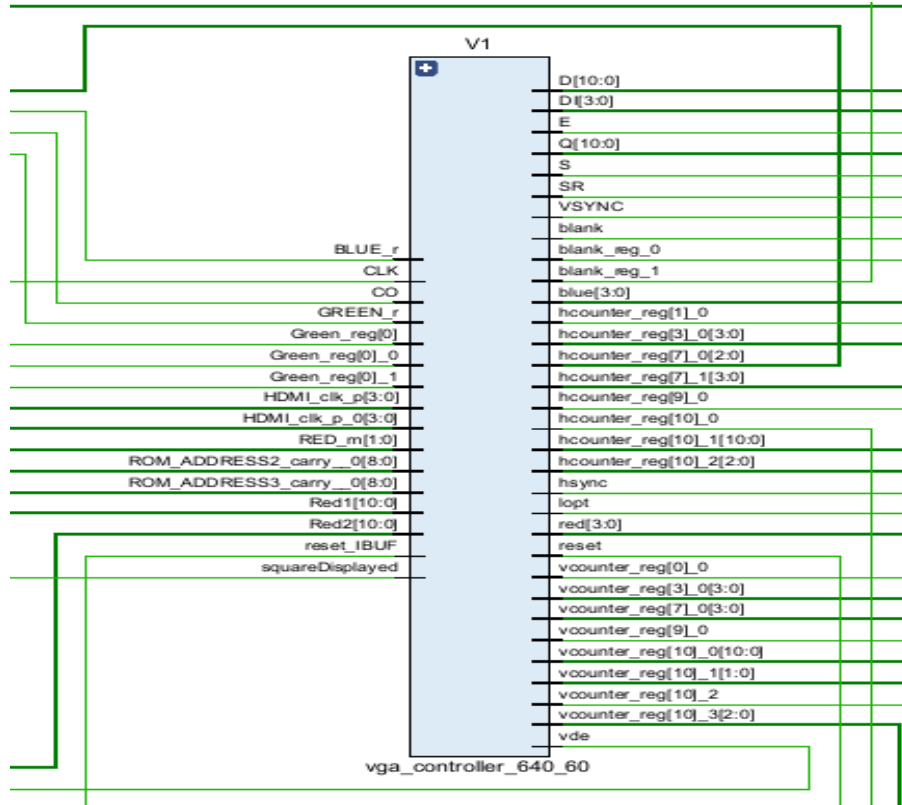 V1
D[10:0]
DI[3:0]
E
Q[10:0]
S
SR
VSYNC
blank
BLUE_r
blank_reg_0
CLK
blank_reg_1
CO
blue[3:0]
GREEN_r
hcounter_reg[1]_0
Green_reg[0]
hcounter_reg[3]_0[3:0]
Green_reg[0]_0
hcounter_reg[7]_0[2:0]
Green_reg[0]_1
hcounter_reg[7]_1[3:0]
HDMI_clk_p[3:0]
hcounter_reg[9]_0
HDMI_clk_p_0[3:0]
hcounter_reg[10]_0
RED_m[1:0]
hcounter_reg[10]_1[10:0]
ROM_ADDRESS2_carry__0[8:0]
hcounter_reg[10]_2[2:0]
ROM_ADDRESS3_carry__0[8:0]
hsync
Red1[10:0]
lopt
Red2[10:0]
red[3:0]
reset_IBUF
reset
squareDisplayed
vcounter_reg[0]_0
vcounter_reg[3]_0[3:0]
vcounter_reg[7]_0[3:0]
vcounter_reg[9]_0
vcounter_reg[10]_0[10:0]
vcounter_reg[10]_1[1:0]
vcounter_reg[10]_2
vcounter_reg[10]_3[2:0]
vde
vga_controller_640_60